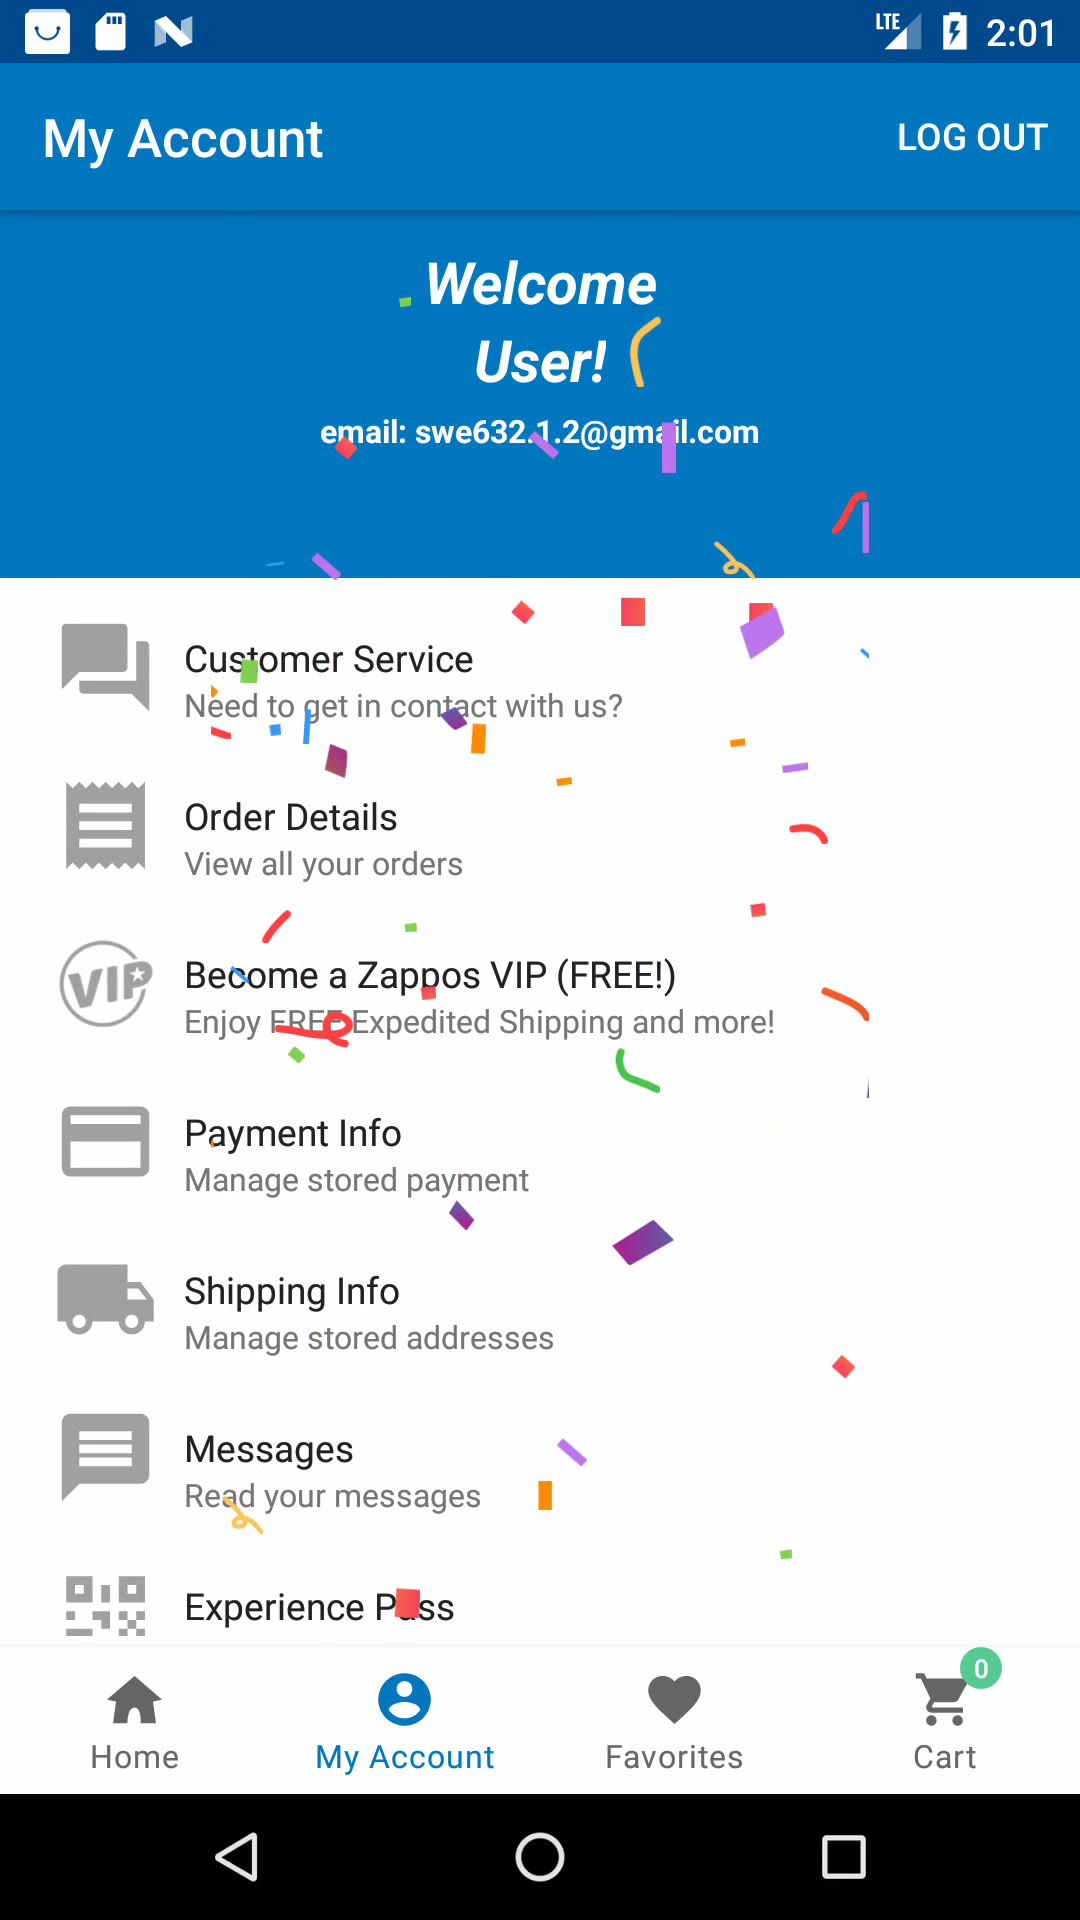 LTE 2:01
My Account LOG OUT
Welcome
User!
email: swe632.1.2@gmail.com
Customer Service
Need to get in contact with us?
Order Details
View all your orders
VIP
Become a Zappos VIP (FREE!)
Enjoy FREE Expedited Shipping and more!
Payment Info
Manage stored payment
Shipping Info
Manage stored addresses
Messages
Read your messages
Experience Pass
0
Home My Account Favorites Cart